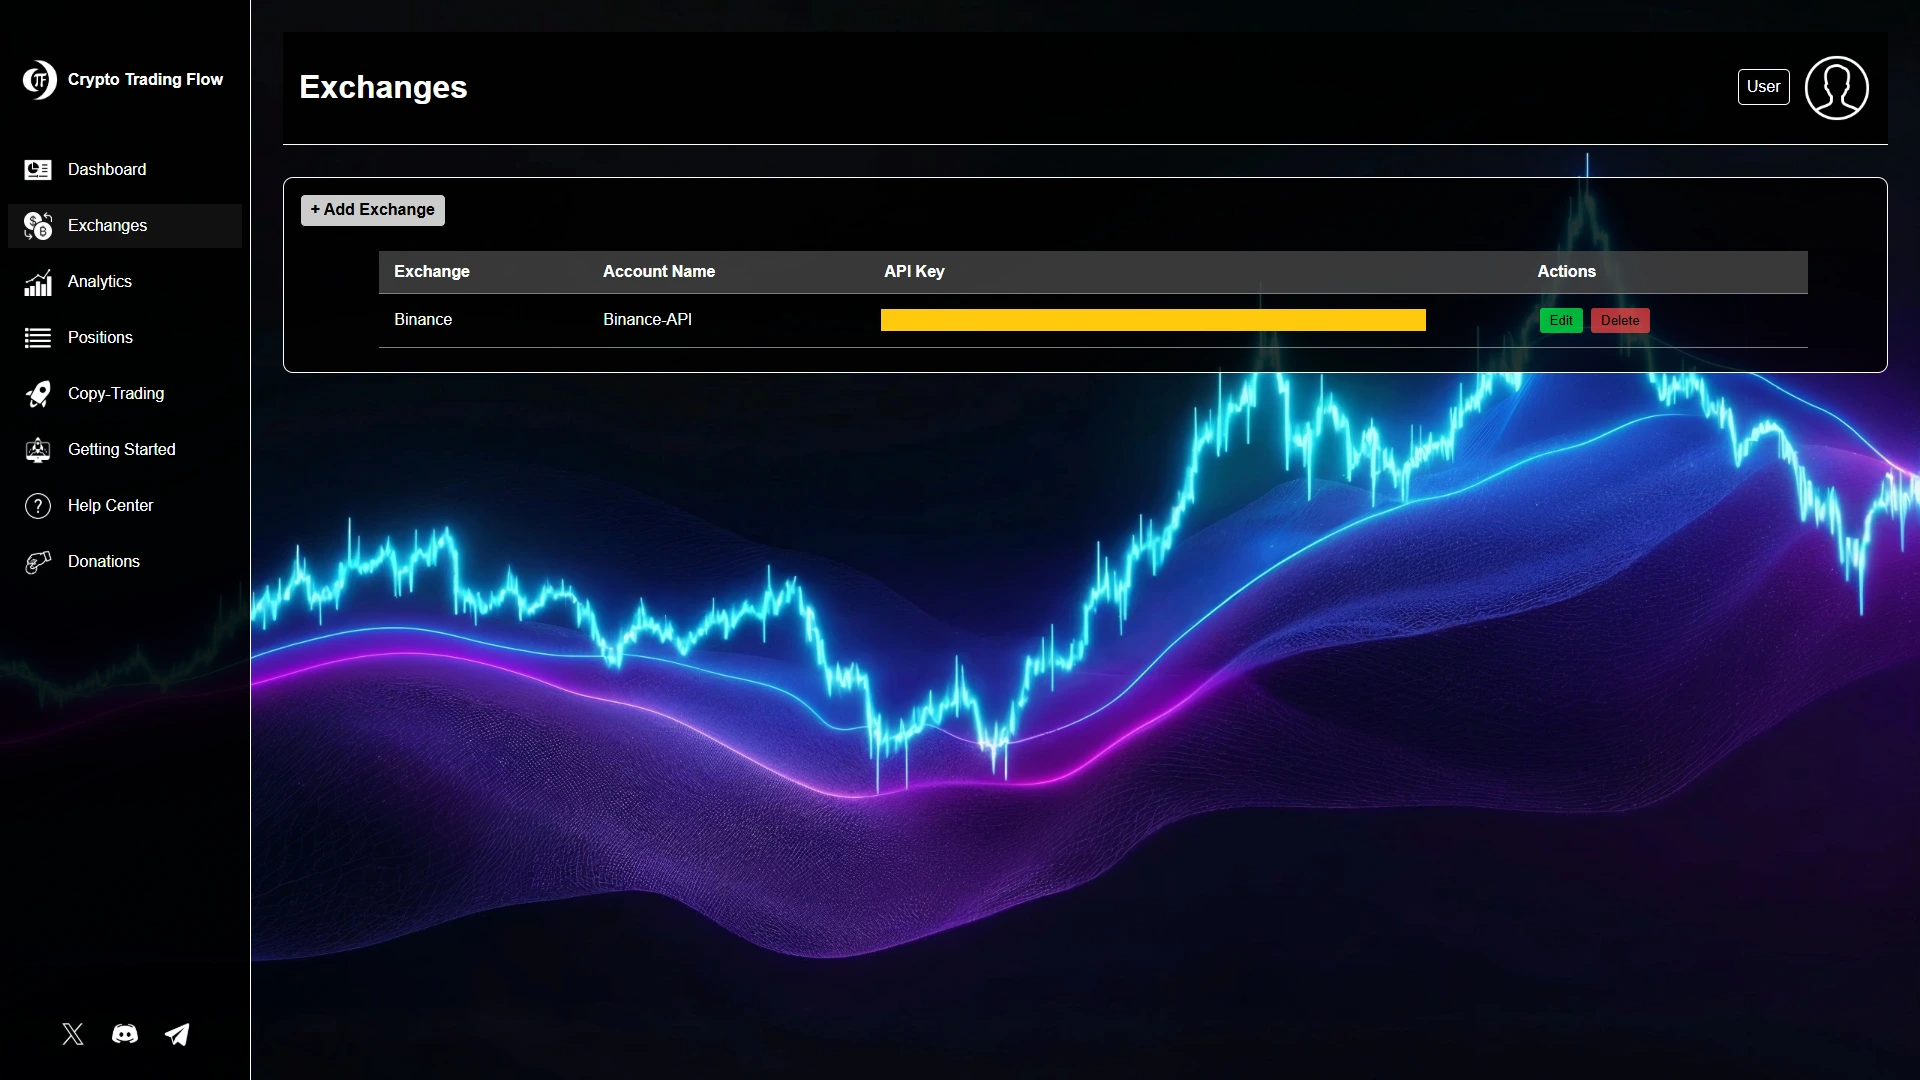 Crypto Trading Flow
Dashboard
Exchanges
Analytics
Positions
Copy-Trading
Getting Started
Help Center
Donations
Exchanges
User
+ Add Exchange
Exchange Account Name API Key Actions
Binance Binance-API Edit Delete